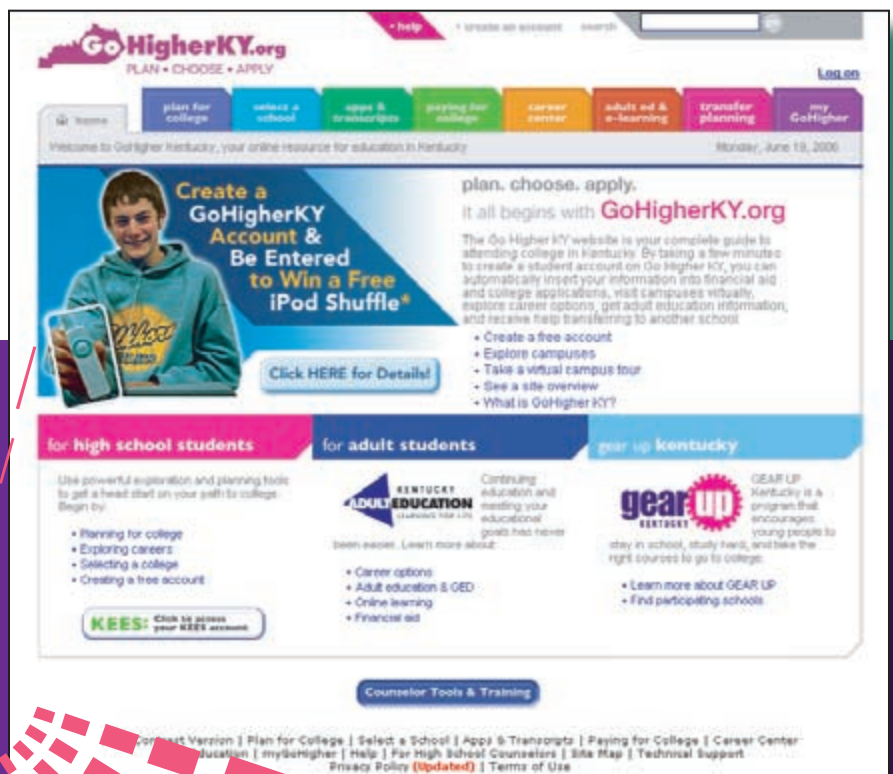 • help • create an account search
GoHigherKY.org
PLAN • CHOOSE • APPLY
Log on
home
plan for college
select a school
apps & transcripts
paying for college
career center
adult ed & e-learning
transfer planning
my GoHigher
Welcome to GoHigher Kentucky, your online resource for education in Kentucky
Monday, June 19, 2006
Create a
GoHigherKY
Account &
Be Entered
to Win a Free
iPod Shuffle*
Click HERE for Details!
plan. choose. apply.
it all begins with GoHigherKY.org
The Go Higher KY website is your complete guide to
attending college in Kentucky. By taking a few minutes
to create a student account on Go Higher KY, you can
automatically insert your information into financial aid
and college applications, visit campuses virtually,
explore career options, get adult education information,
and receive help transferring to another school.
• Create a free account
• Explore campuses
• Take a virtual campus tour
• See a site overview
• What is GoHigher KY?
for high school students
Use powerful exploration and planning tools
to get a head start on your path to college.
Begin by:
• Planning for college
• Exploring careers
• Selecting a college
• Creating a free account
KEES: Click to access
your KEES account
for adult students
KENTUCKY
ADULT EDUCATION
LEARNING FOR LIFE
Continuing
education and
meeting your
educational
goals has never
been easier. Learn more about:
• Career options
• Adult education & GED
• Online learning
• Financial aid
gear up kentucky
gear up
KENTUCKY
GEAR UP
Kentucky is a
program that
encourages
young people to
stay in school, study hard, and take the
right courses to go to college.
• Learn more about GEAR UP
• Find participating schools
Counselor Tools & Training
Version | Plan for College | Select a School | Apps & Transcripts | Paying for College | Career Center
| myGoHigher | Help | For High School Counselors | Site Map | Technical Support
Privacy Policy (Updated) | Terms of Use